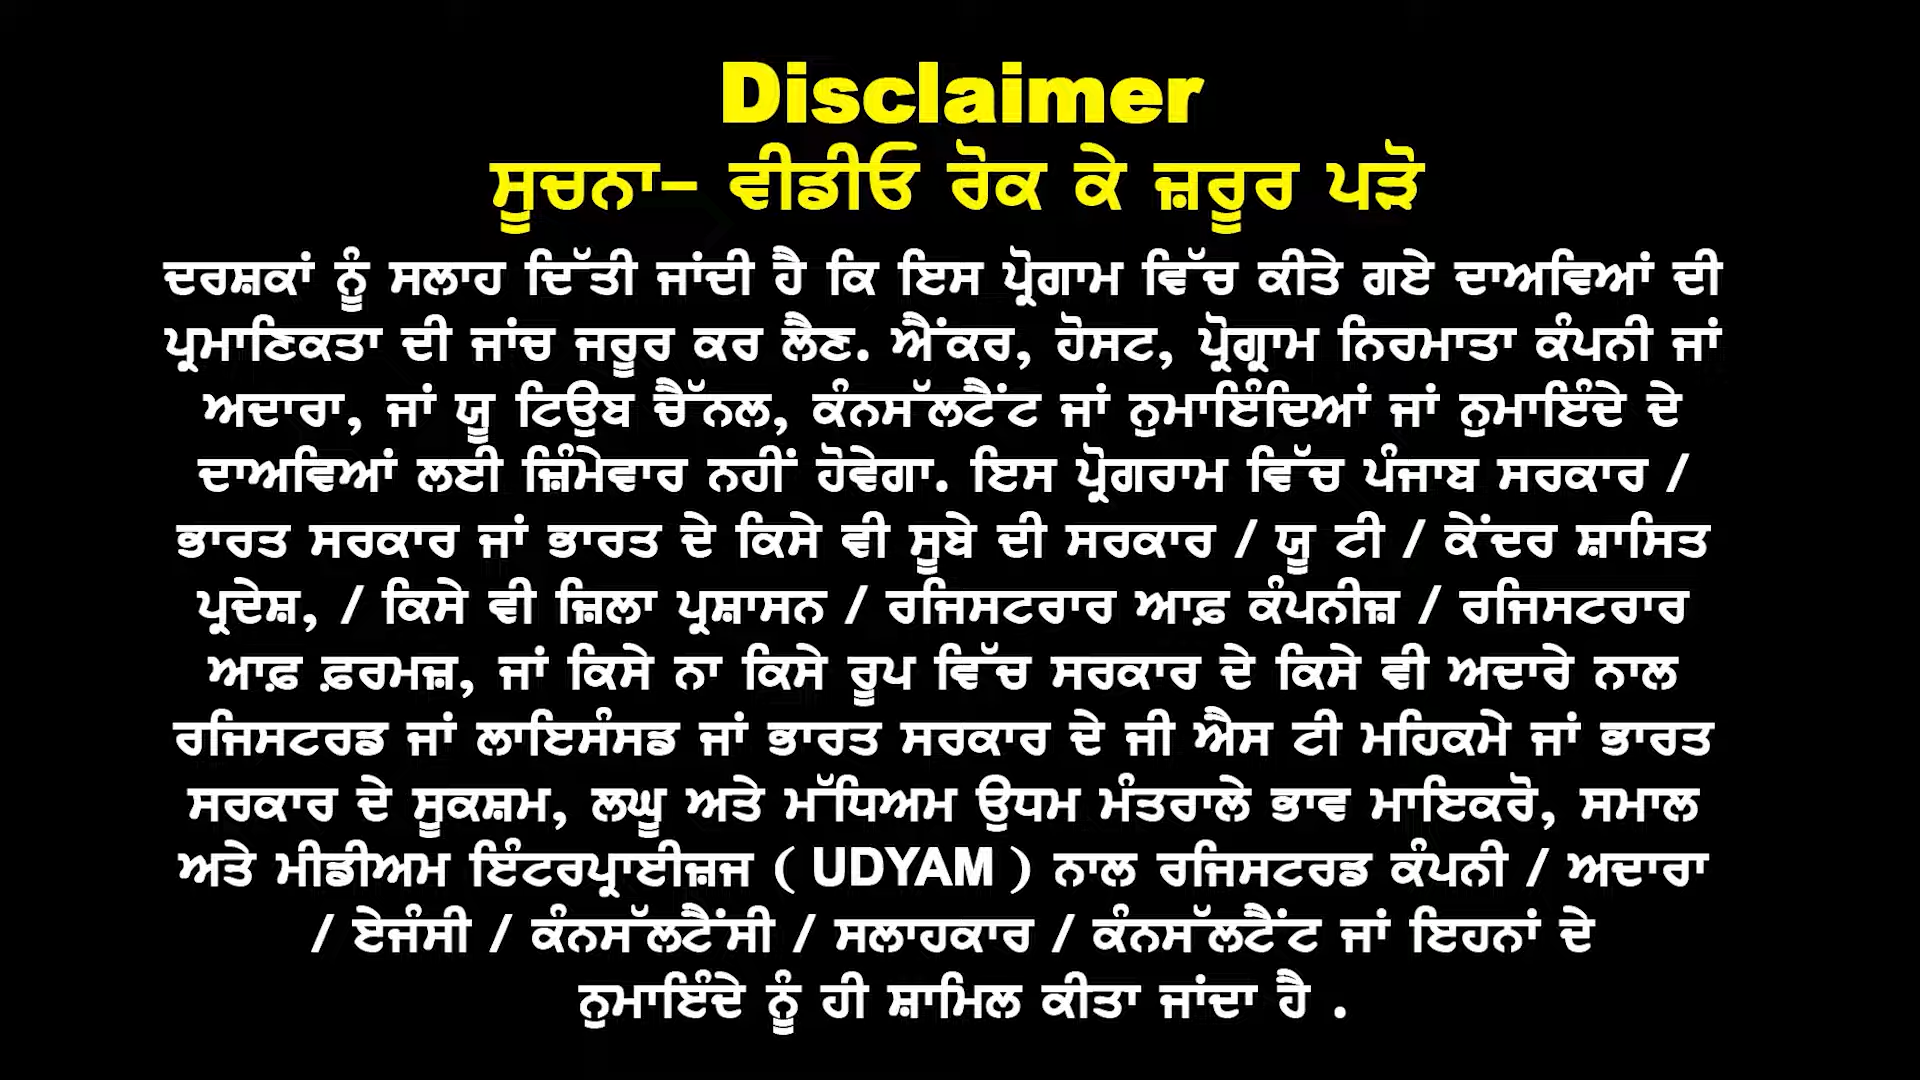 Disclaimer
ਸੂਚਨਾ- ਵੀਡੀਓ ਰੋਕ ਕੇ ਜ਼ਰੂਰ ਪੜੋ
ਦਰਸ਼ਕਾਂ ਨੂੰ ਸਲਾਹ ਦਿੱਤੀ ਜਾਂਦੀ ਹੈ ਕਿ ਇਸ ਪ੍ਰੋਗਾਮ ਵਿੱਚ ਕੀਤੇ ਗਏ ਦਾਅਵਿਆਂ ਦੀ
ਪ੍ਰਮਾਣਿਕਤਾ ਦੀ ਜਾਂਚ ਜਰੂਰ ਕਰ ਲੈਣ. ਐਂਕਰ, ਹੋਸਟ, ਪ੍ਰੋਗ੍ਰਾਮ ਨਿਰਮਾਤਾ ਕੰਪਨੀ ਜਾਂ
ਅਦਾਰਾ, ਜਾਂ ਯੂ ਟਿਊਬ ਚੈੱਨਲ, ਕੰਨਸੱਲਟੈਂਟ ਜਾਂ ਨੁਮਾਇੰਦਿਆਂ ਜਾਂ ਨੁਮਾਇੰਦੇ ਦੇ
ਦਾਅਵਿਆਂ ਲਈ ਜ਼ਿੰਮੇਵਾਰ ਨਹੀਂ ਹੋਵੇਗਾ. ਇਸ ਪ੍ਰੋਗਰਾਮ ਵਿੱਚ ਪੰਜਾਬ ਸਰਕਾਰ /
ਭਾਰਤ ਸਰਕਾਰ ਜਾਂ ਭਾਰਤ ਦੇ ਕਿਸੇ ਵੀ ਸੂਬੇ ਦੀ ਸਰਕਾਰ / ਯੂ ਟੀ / ਕੇਂਦਰ ਸ਼ਾਸਿਤ
ਪ੍ਰਦੇਸ਼, / ਕਿਸੇ ਵੀ ਜ਼ਿਲਾ ਪ੍ਰਸ਼ਾਸਨ / ਰਜਿਸਟਰਾਰ ਆਫ਼ ਕੰਪਨੀਜ਼ / ਰਜਿਸਟਰਾਰ
ਆਫ਼ ਫ਼ਰਮਜ਼, ਜਾਂ ਕਿਸੇ ਨਾ ਕਿਸੇ ਰੂਪ ਵਿੱਚ ਸਰਕਾਰ ਦੇ ਕਿਸੇ ਵੀ ਅਦਾਰੇ ਨਾਲ
ਰਜਿਸਟਰਡ ਜਾਂ ਲਾਇਸੰਸਡ ਜਾਂ ਭਾਰਤ ਸਰਕਾਰ ਦੇ ਜੀ ਐਸ ਟੀ ਮਹਿਕਮੇ ਜਾਂ ਭਾਰਤ
ਸਰਕਾਰ ਦੇ ਸੂਕਸ਼ਮ, ਲਘੂ ਅਤੇ ਮੱਧਿਅਮ ਉਧਮ ਮੰਤਰਾਲੇ ਭਾਵ ਮਾਇਕਰੋ, ਸਮਾਲ
ਅਤੇ ਮੀਡੀਅਮ ਇੰਟਰਪ੍ਰਾਈਜ਼ਜ ( UDYAM ) ਨਾਲ ਰਜਿਸਟਰਡ ਕੰਪਨੀ / ਅਦਾਰਾ
/ ਏਜੰਸੀ / ਕੰਨਸੱਲਟੈਂਸੀ / ਸਲਾਹਕਾਰ / ਕੰਨਸੱਲਟੈਂਟ ਜਾਂ ਇਹਨਾਂ ਦੇ
ਨੁਮਾਇੰਦੇ ਨੂੰ ਹੀ ਸ਼ਾਮਿਲ ਕੀਤਾ ਜਾਂਦਾ ਹੈ .